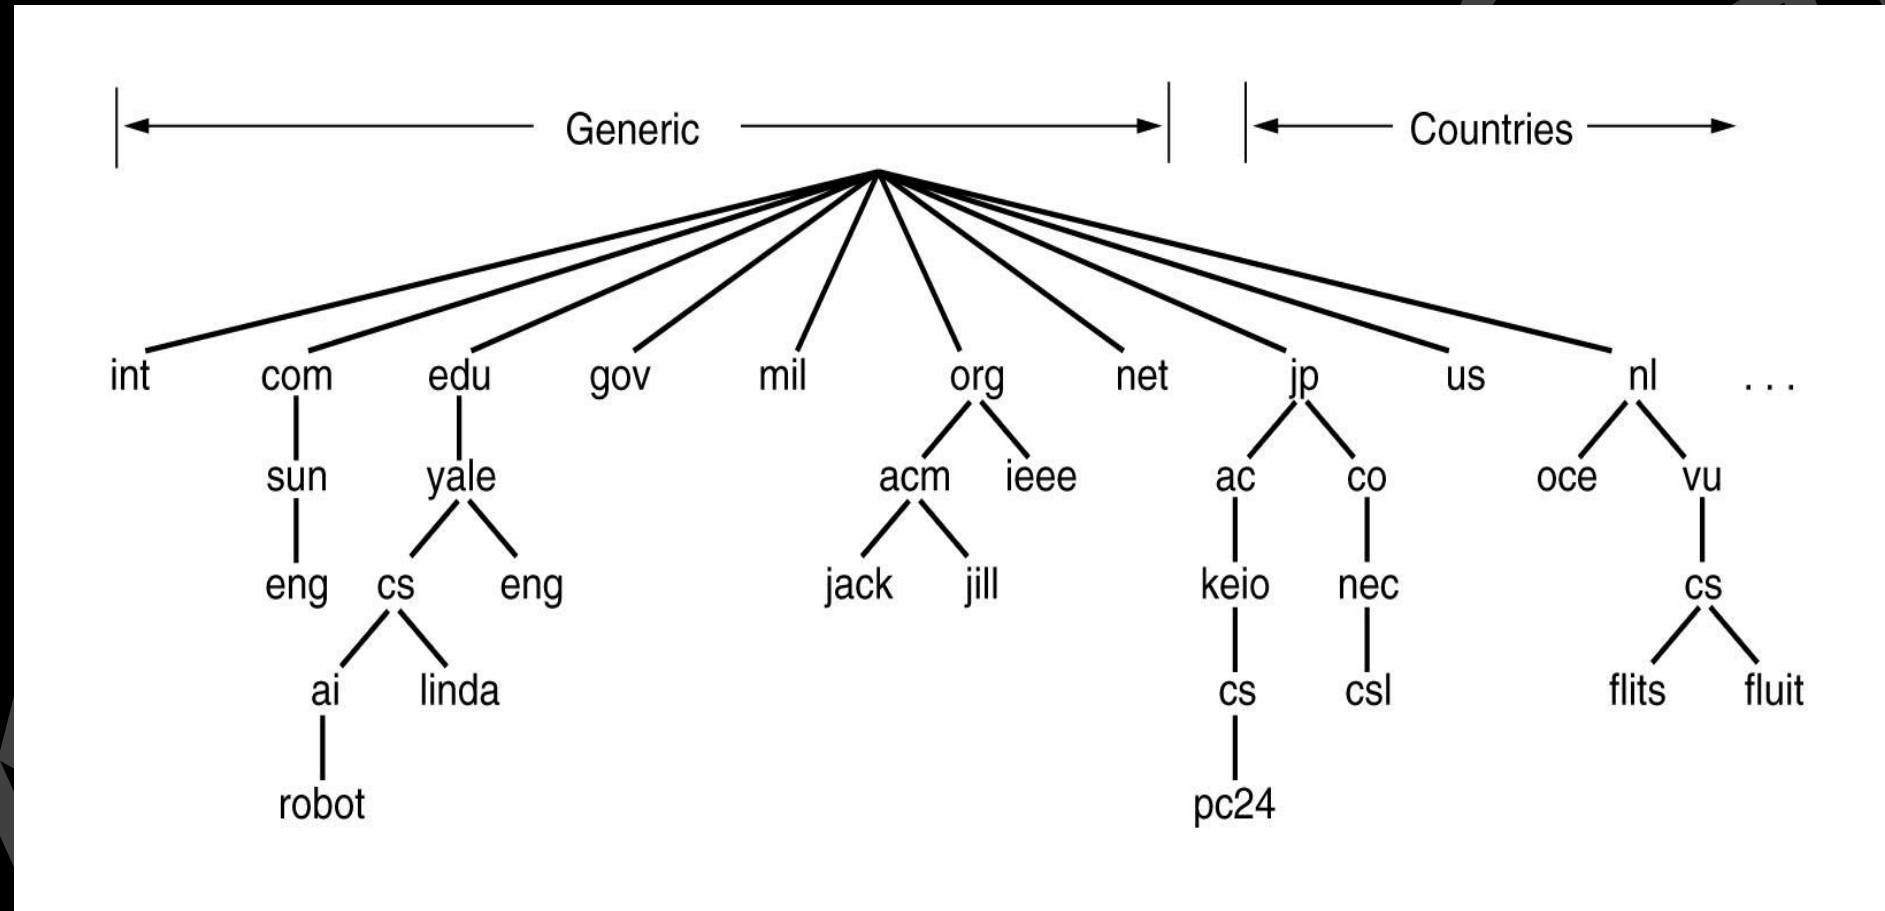 Generic Countries
int com edu gov mil org net jp us nl . . .
sun yale acm ieee ac co oce vu
eng cs eng jack jill keio nec cs
ai linda cs csl flits fluit
robot pc24